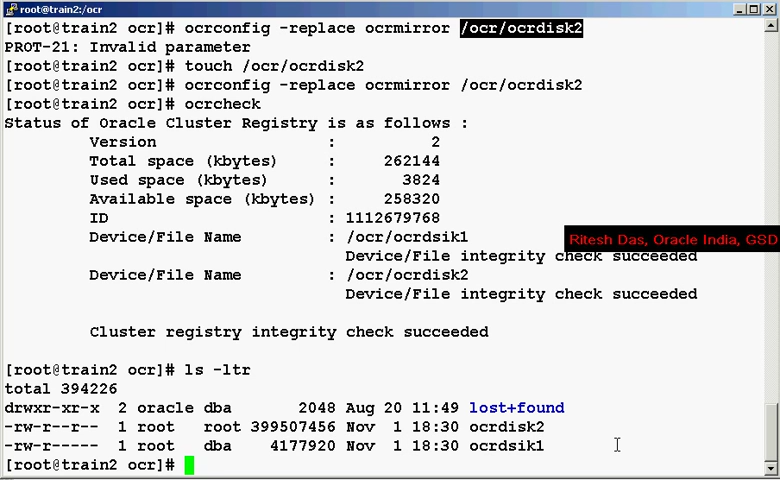 root@train2:/ocr
[root@train2 ocr]# ocrconfig -replace ocrmirror /ocr/ocrdisk2
PROT-21: Invalid parameter
[root@train2 ocr]# touch /ocr/ocrdisk2
[root@train2 ocr]# ocrconfig -replace ocrmirror /ocr/ocrdisk2
[root@train2 ocr]# ocrcheck
Status of Oracle Cluster Registry is as follows :
Version : 2
Total space (kbytes) : 262144
Used space (kbytes) : 3824
Available space (kbytes) : 258320
ID : 1112679768
Device/File Name : /ocr/ocrdsik1
Ritesh Das, Oracle India, GSD
Device/File integrity check succeeded
Device/File Name : /ocr/ocrdisk2
Device/File integrity check succeeded
Cluster registry integrity check succeeded
[root@train2 ocr]# ls -ltr
total 394226
drwxr-xr-x 2 oracle dba 2048 Aug 20 11:49 lost+found
-rw-r--r-- 1 root root 399507456 Nov 1 18:30 ocrdisk2
-rw-r----- 1 root dba 4177920 Nov 1 18:30 ocrdsik1
[root@train2 ocr]#